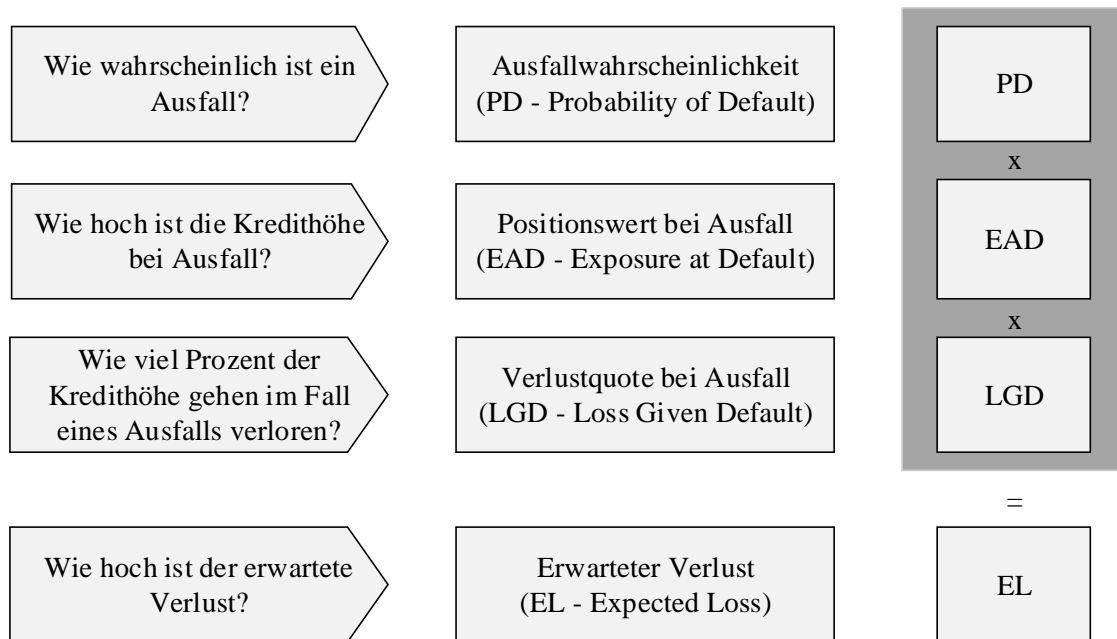 Wie wahrscheinlich ist ein
Ausfall?
Ausfallwahrscheinlichkeit
(PD - Probability of Default)
PD
x
Wie hoch ist die Kredithöhe
bei Ausfall?
Positionswert bei Ausfall
(EAD - Exposure at Default)
EAD
x
Wie viel Prozent der
Kredithöhe gehen im Fall
eines Ausfalls verloren?
Verlustquote bei Ausfall
(LGD - Loss Given Default)
LGD
=
Wie hoch ist der erwartete
Verlust?
Erwarteter Verlust
(EL - Expected Loss)
EL